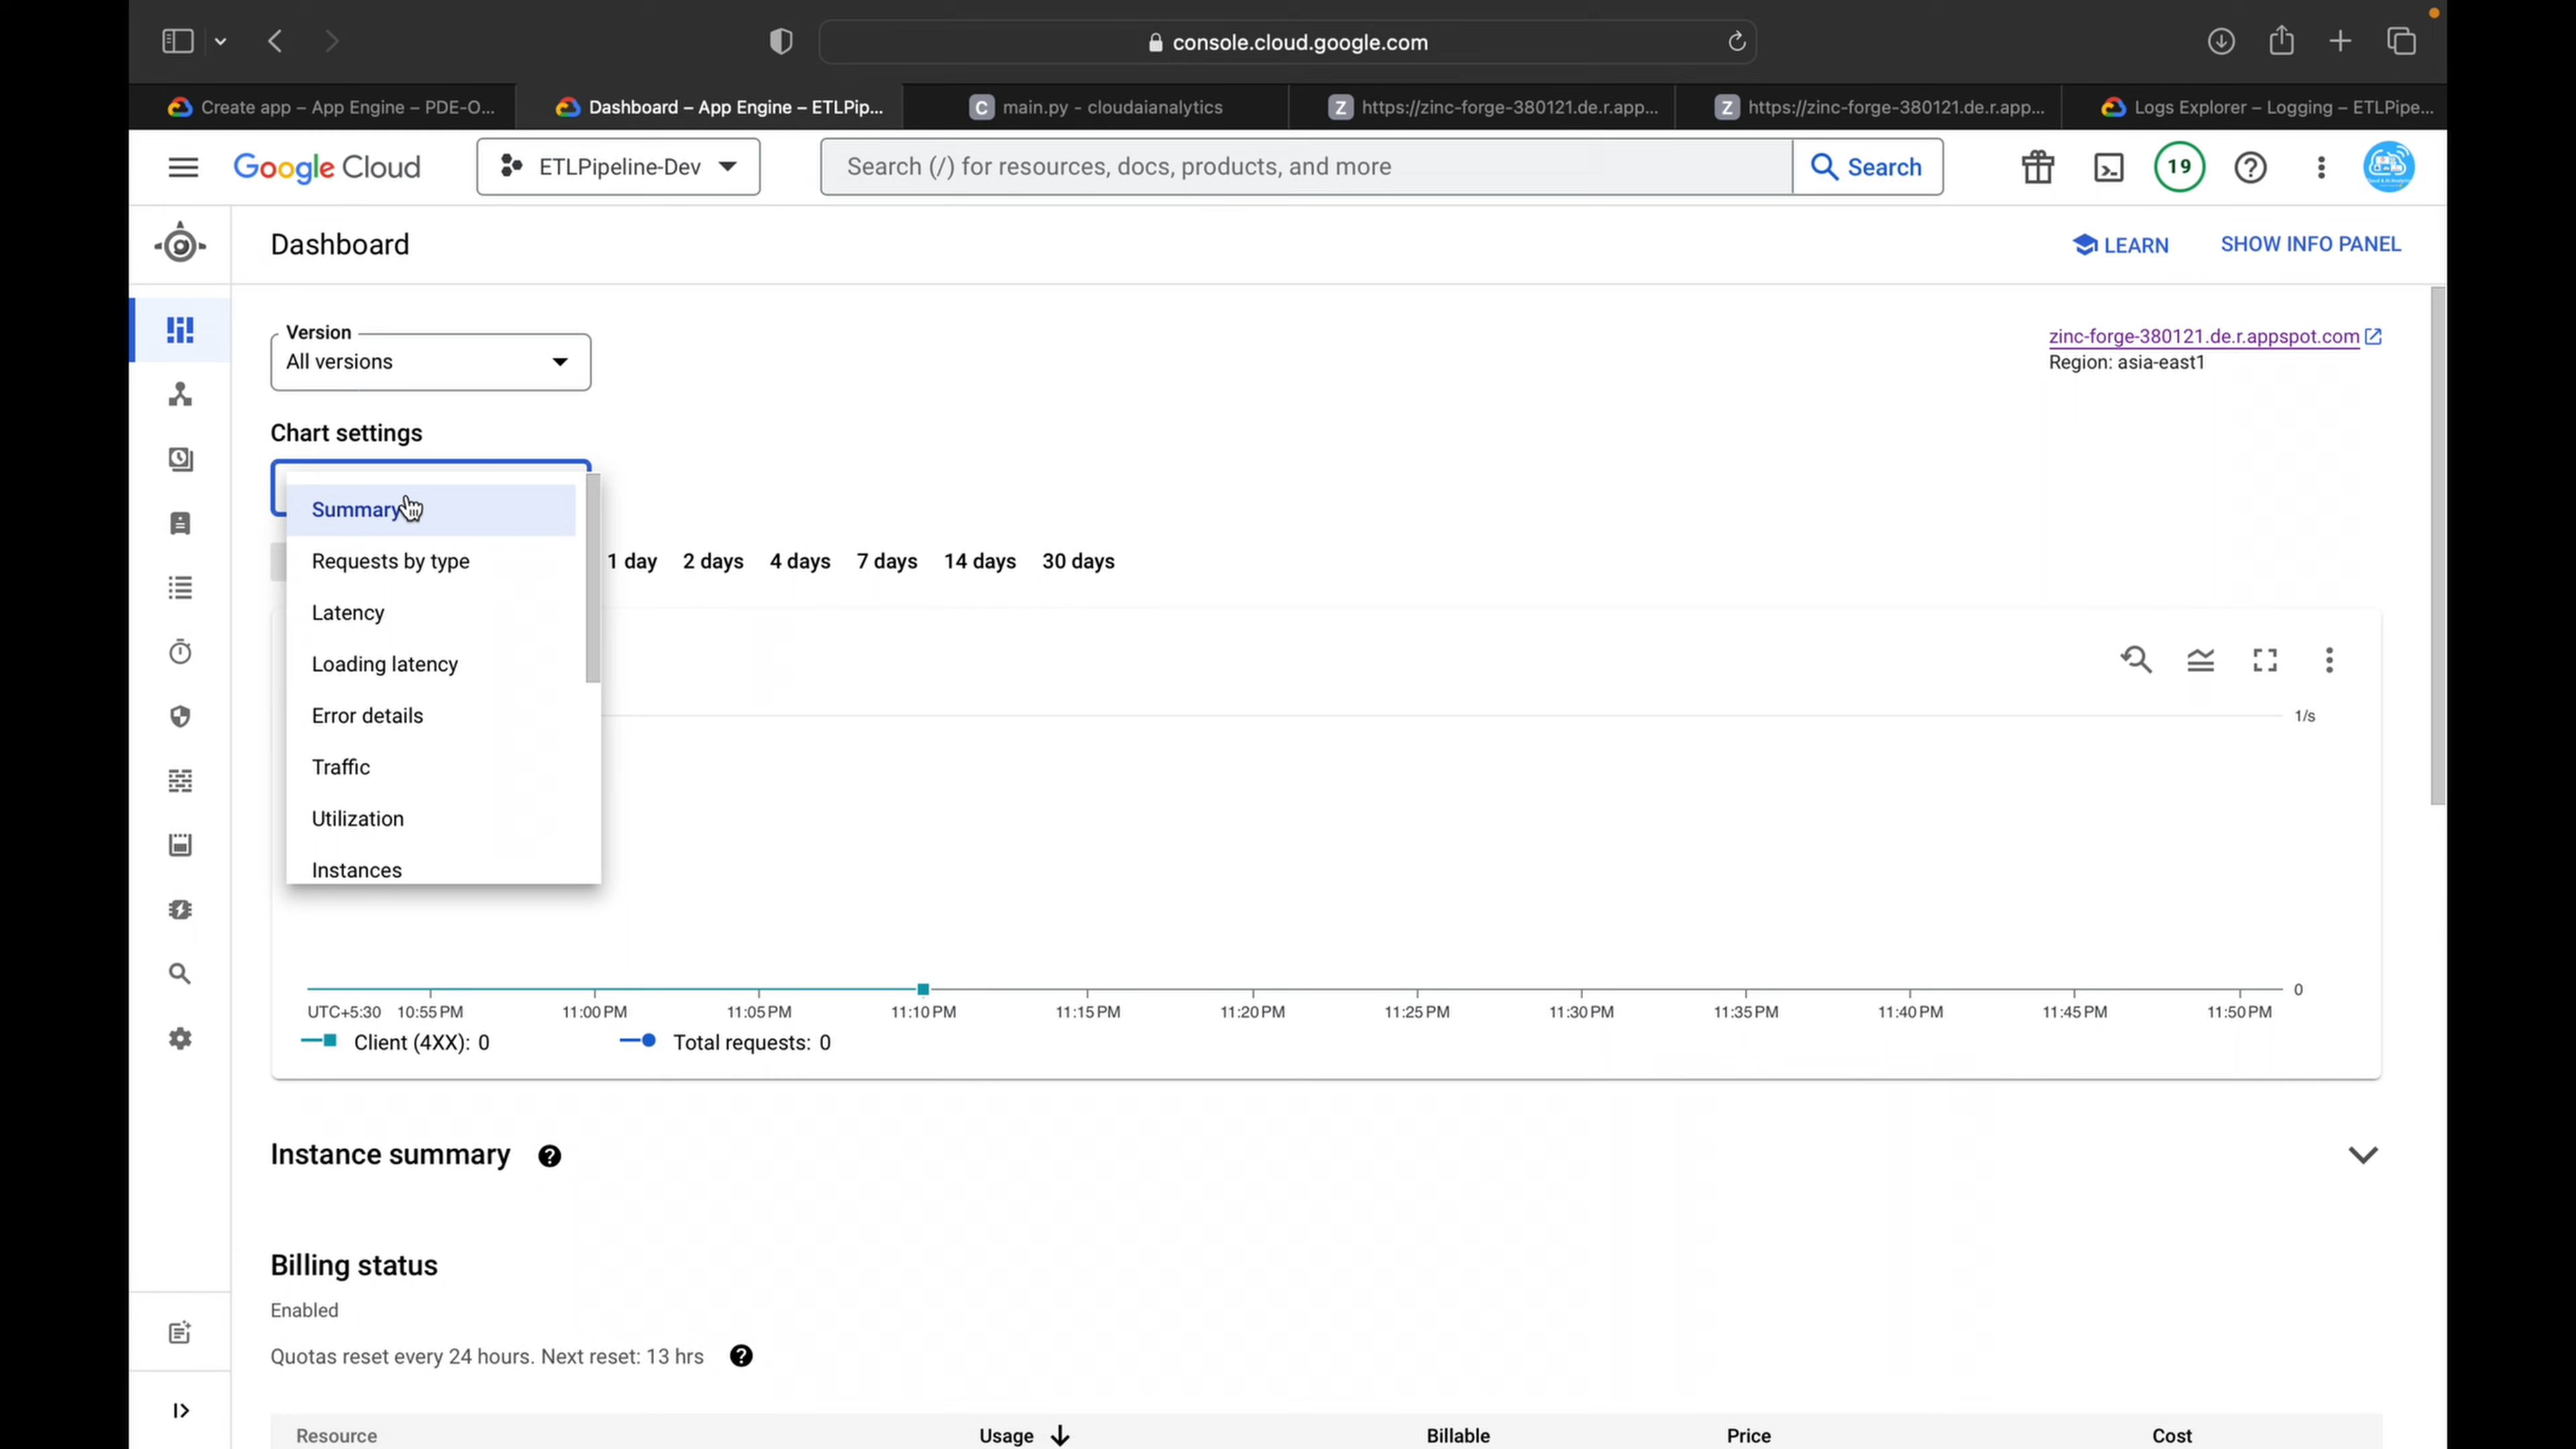 console.cloud.google.com
Create app – App Engine – PDE-O...
Dashboard – App Engine – ETLPip...
C main.py - cloudaianalytics
Z https://zinc-forge-380121.de.r.app...
Z https://zinc-forge-380121.de.r.app...
Logs Explorer – Logging – ETLPipe...
Google Cloud
ETLPipeline-Dev
Search (/) for resources, docs, products, and more
Search
19
Dashboard
LEARN
SHOW INFO PANEL
Version
All versions
zinc-forge-380121.de.r.appspot.com
Region: asia-east1
Chart settings
Summary
Requests by type
Latency
Loading latency
Error details
Traffic
Utilization
Instances
1 day 2 days 4 days 7 days 14 days 30 days
1/s
0
UTC+5:30 10:55 PM 11:00 PM 11:05 PM 11:10 PM 11:15 PM 11:20 PM 11:25 PM 11:30 PM 11:35 PM 11:40 PM 11:45 PM 11:50 PM
Client (4XX): 0 Total requests: 0
Instance summary
Billing status
Enabled
Quotas reset every 24 hours. Next reset: 13 hrs
Resource Usage Billable Price Cost